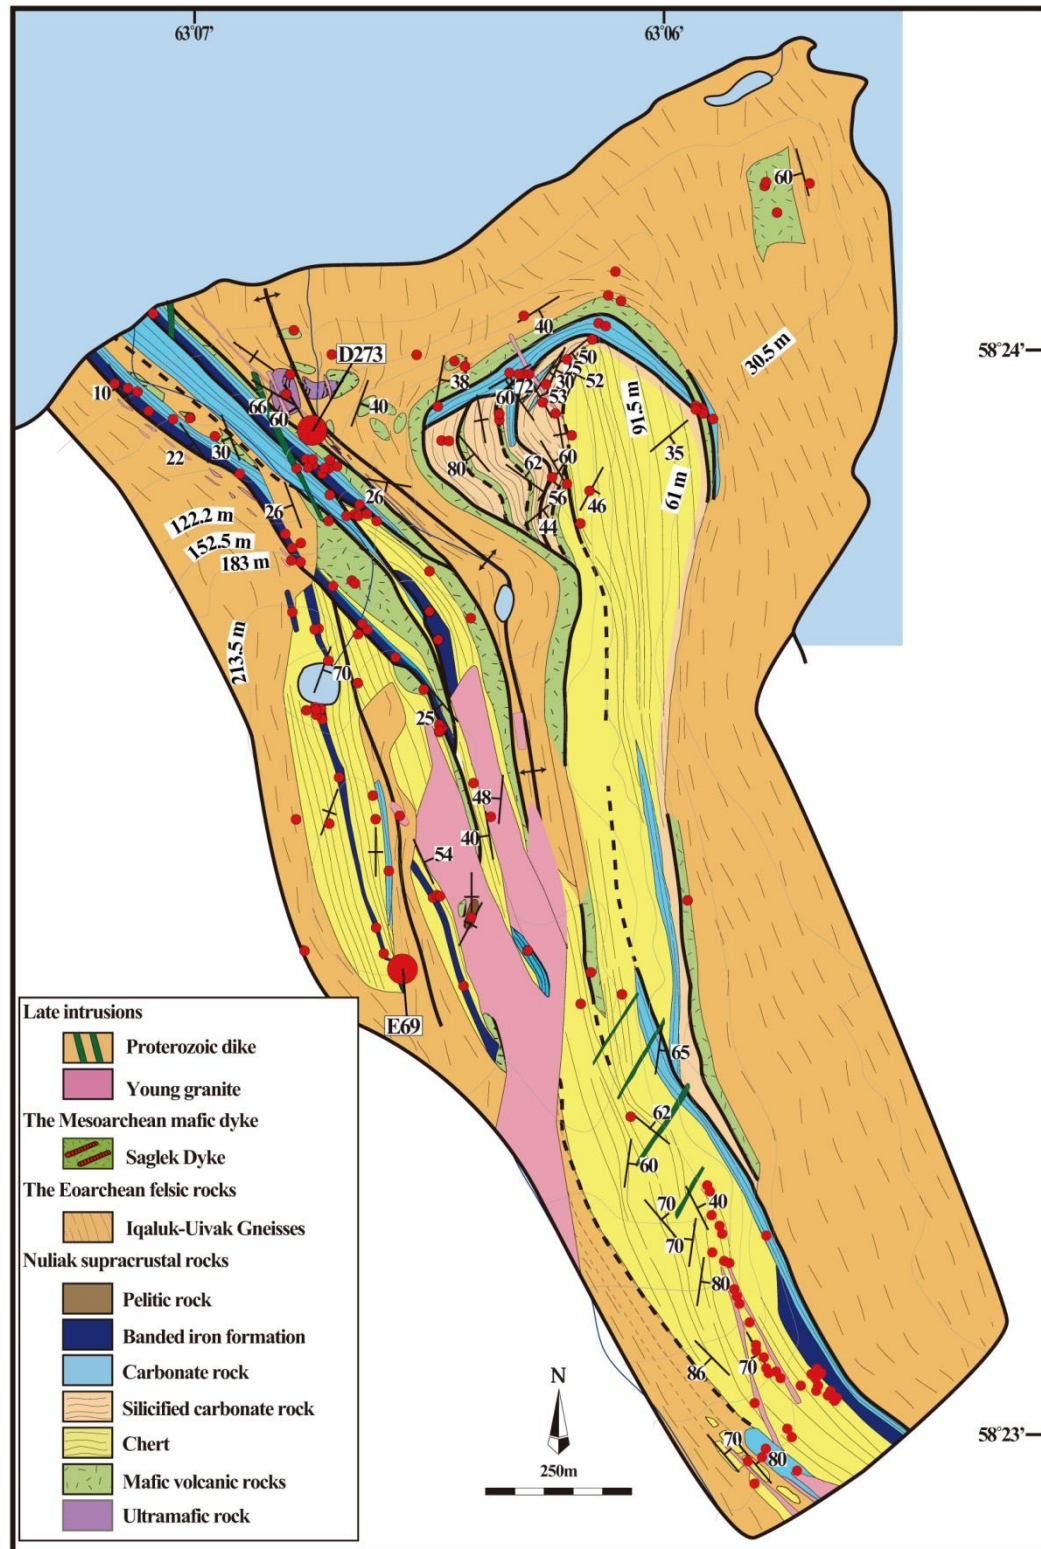 63°07'
63°06'
60
D273
40
58°24'
30.5 m
50
25
30
52
38
72
60
53
91.5 m
10
66
60
40
35
30
22
80
62
60
61 m
26
56
46
26
44
122.2 m
152.5 m
183 m
213.5 m
70
25
48
40
54
E69
65
62
60
70
40
70
80
86
70
70
80
58°23'
N
250m
Late intrusions
Proterozoic dike
Young granite
The Mesoarchean mafic dyke
Saglek Dyke
The Eoarchean felsic rocks
Iqaluk-Uivak Gneisses
Nuliak supracrustal rocks
Pelitic rock
Banded iron formation
Carbonate rock
Silicified carbonate rock
Chert
Mafic volcanic rocks
Ultramafic rock